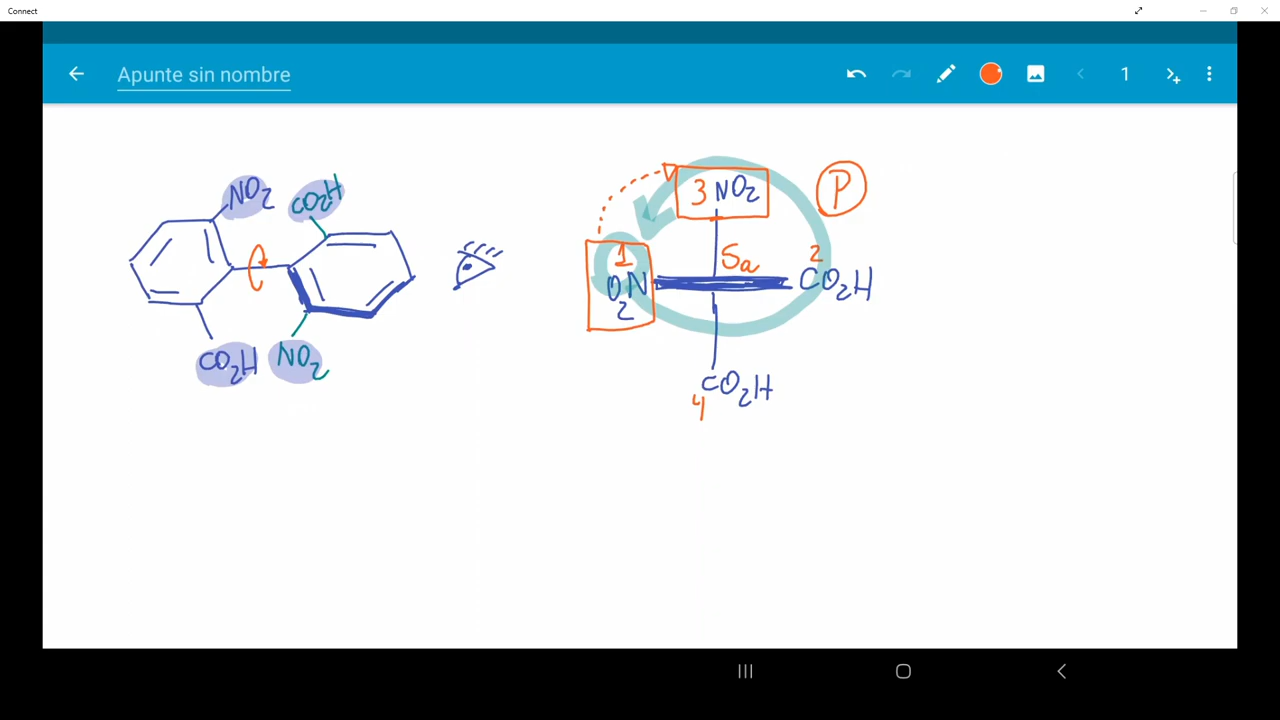 Connect
Apunte sin nombre
1
NO2
CO2H
CO2H
NO2
3 NO2
P
1
O2N
Sa
2
CO2H
CO2H
4